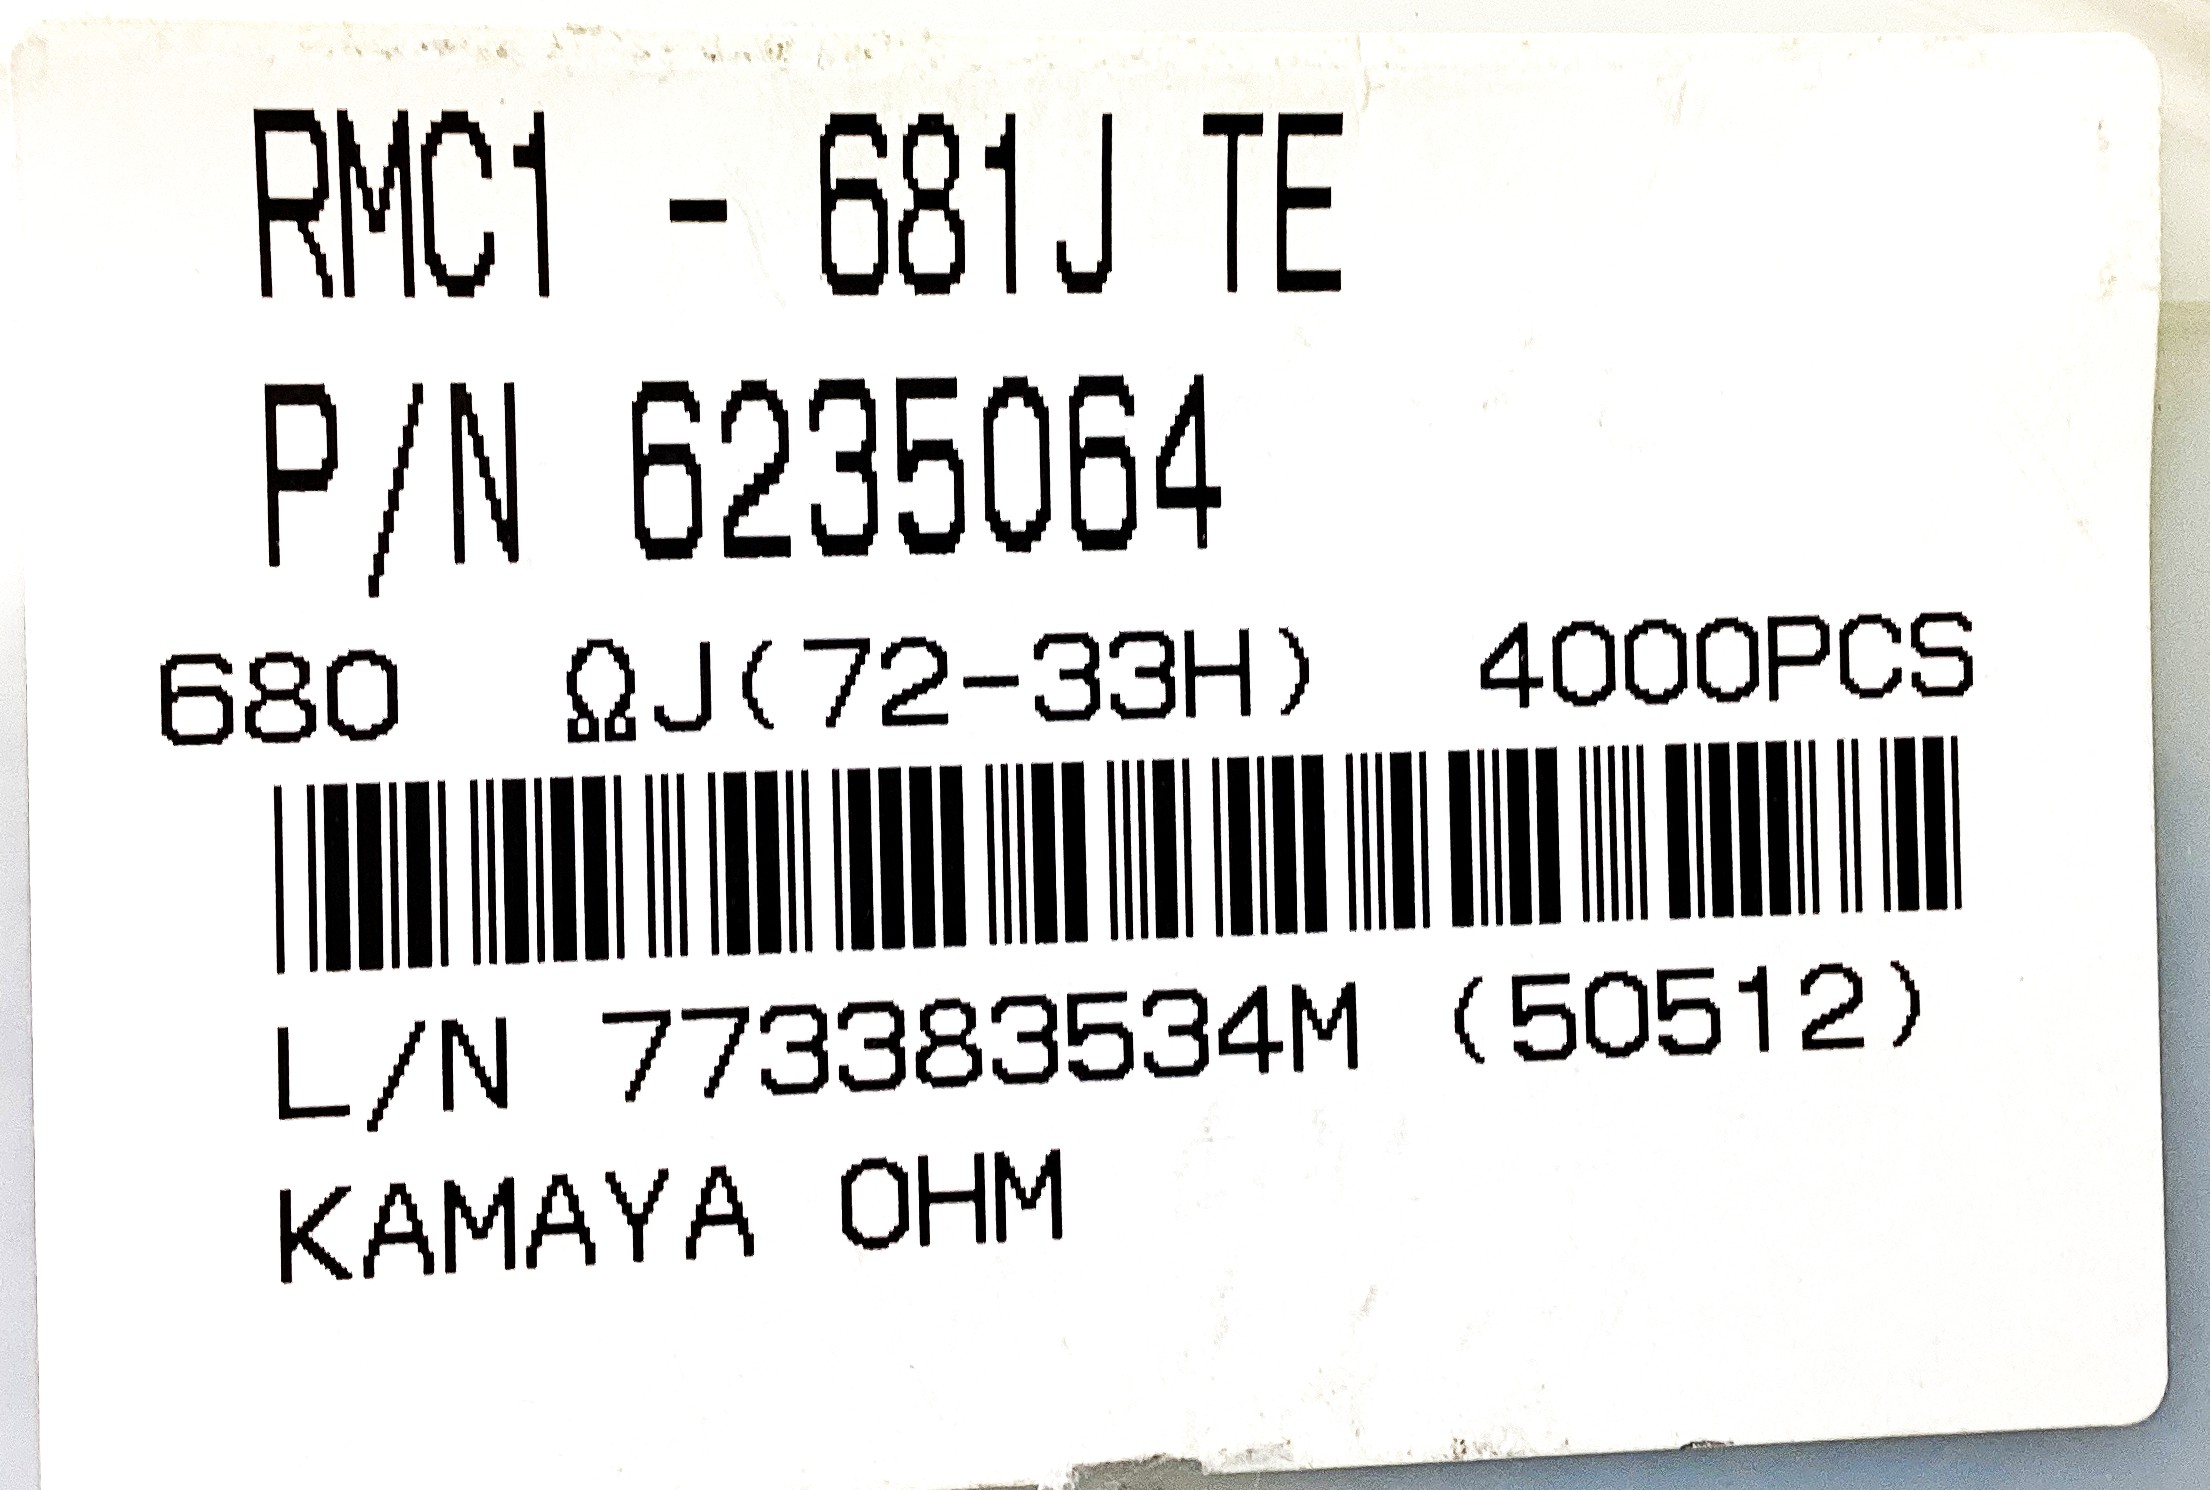 RMC1 - 681J TE
P/N 6235064
680 ΩJ(72-33H) 4000PCS
L/N 773383534M (50512)
KAMAYA OHM